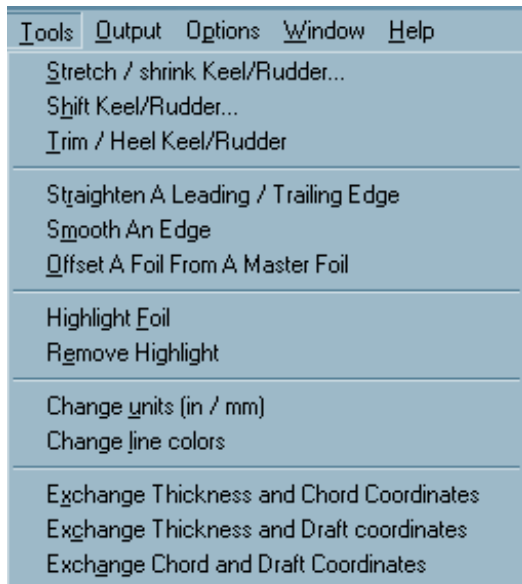 Tools Output Options Window Help
Stretch / shrink Keel/Rudder...
Shift Keel/Rudder...
Trim / Heel Keel/Rudder
Straighten A Leading / Trailing Edge
Smooth An Edge
Offset A Foil From A Master Foil
Highlight Foil
Remove Highlight
Change units (in / mm)
Change line colors
Exchange Thickness and Chord Coordinates
Exchange Thickness and Draft coordinates
Exchange Chord and Draft Coordinates